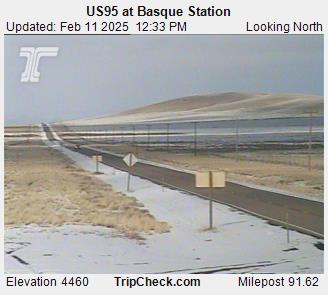 US95 at Basque Station
Updated: Feb 11 2025 12:33 PM Looking North
Elevation 4460 TripCheck.com Milepost 91.62